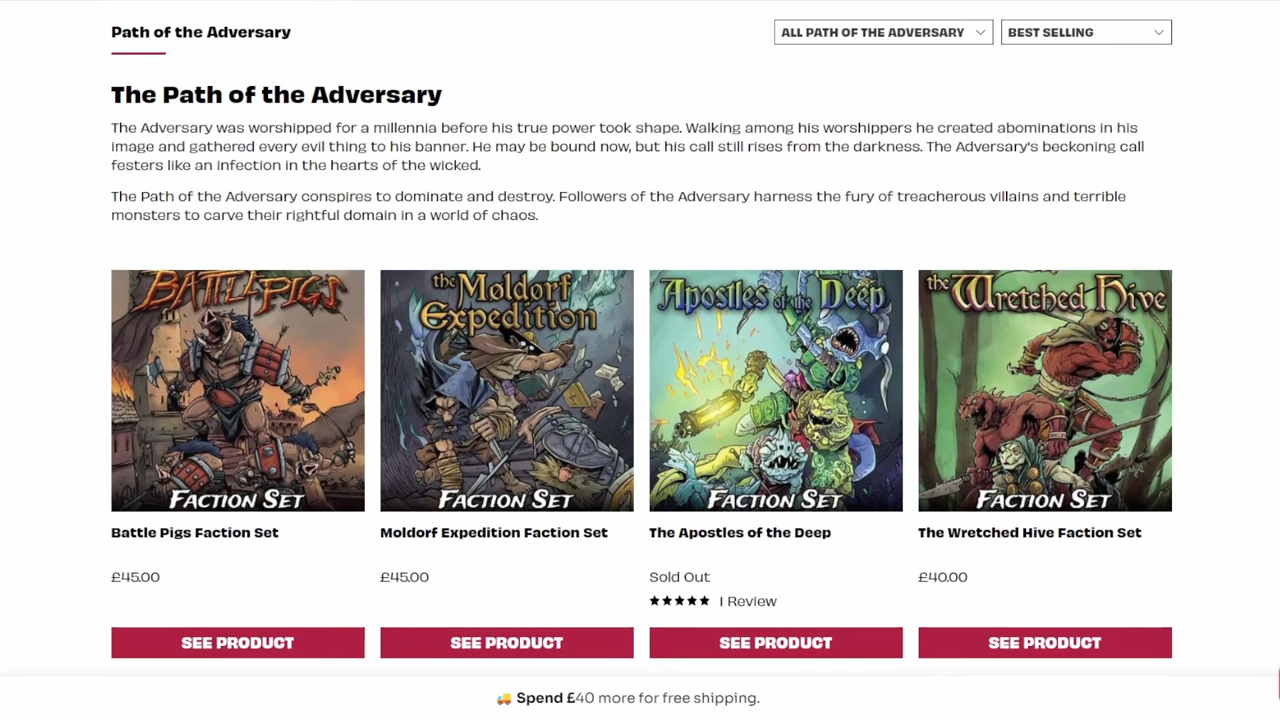 Path of the Adversary
ALL PATH OF THE ADVERSARY
BEST SELLING
The Path of the Adversary
The Adversary was worshipped for a millennia before his true power took shape. Walking among his worshippers he created abominations in his
image and gathered every evil thing to his banner. He may be bound now, but his call still rises from the darkness. The Adversary's beckoning call
festers like an infection in the hearts of the wicked.
The Path of the Adversary conspires to dominate and destroy. Followers of the Adversary harness the fury of treacherous villains and terrible
monsters to carve their rightful domain in a world of chaos.
BATTLE PIGS
FACTION SET
the Møldorf
Expedition
FACTION SET
Apostles of the Deep
FACTION SET
the Wretched Hive
FACTION SET
Battle Pigs Faction Set
Moldorf Expedition Faction Set
The Apostles of the Deep
The Wretched Hive Faction Set
£45.00
£45.00
Sold Out
£40.00
1 Review
SEE PRODUCT
SEE PRODUCT
SEE PRODUCT
SEE PRODUCT
Spend £40 more for free shipping.